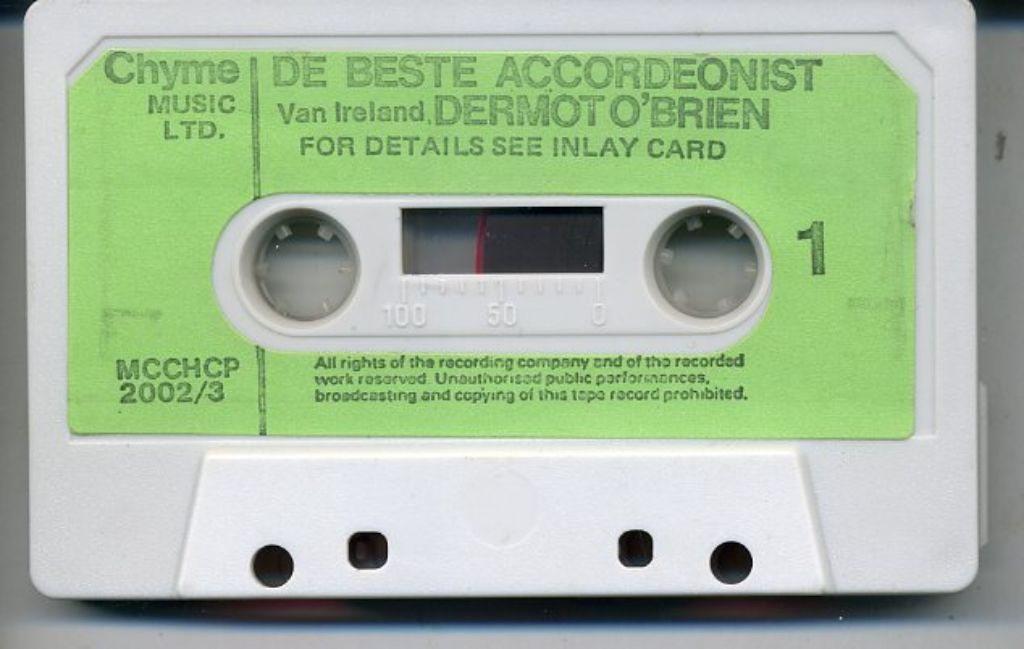 Chyme
MUSIC
LTD.
DE BESTE ACCORDEONIST
Van Ireland, DERMOT O'BRIEN
FOR DETAILS SEE INLAY CARD
1
100 50 0
MCCHCP
2002/3
All rights of the recording company and of the recorded
work reserved. Unauthorised public performances,
broadcasting and copying of this tape record prohibited.